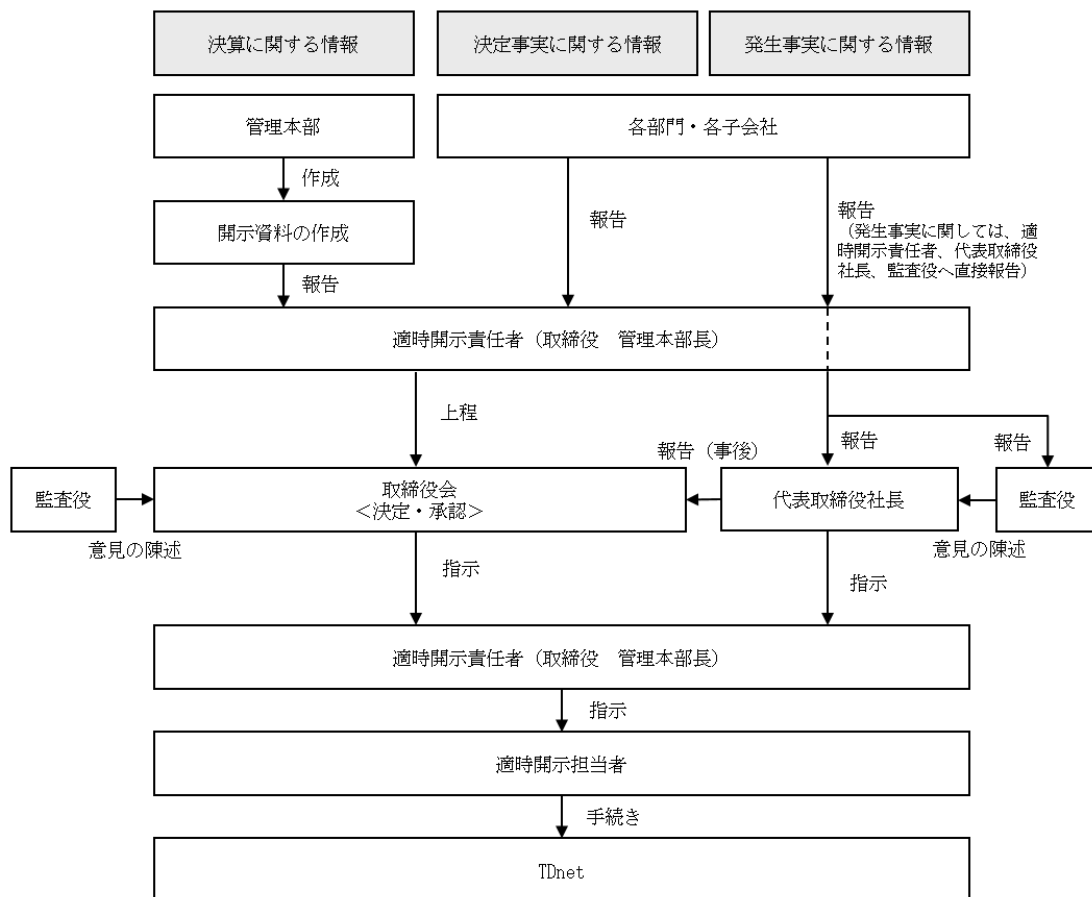 決算に関する情報
決定事実に関する情報
発生事実に関する情報
管理本部
各部門・各子会社
作成
開示資料の作成
報告
報告
報告
（発生事実に関しては、適
時開示責任者、代表取締役
社長、監査役へ直接報告）
適時開示責任者（取締役　管理本部長）
上程
報告
報告
報告（事後）
監査役
取締役会
＜決定・承認＞
代表取締役社長
監査役
意見の陳述
意見の陳述
指示
指示
適時開示責任者（取締役　管理本部長）
指示
適時開示担当者
手続き
TDnet